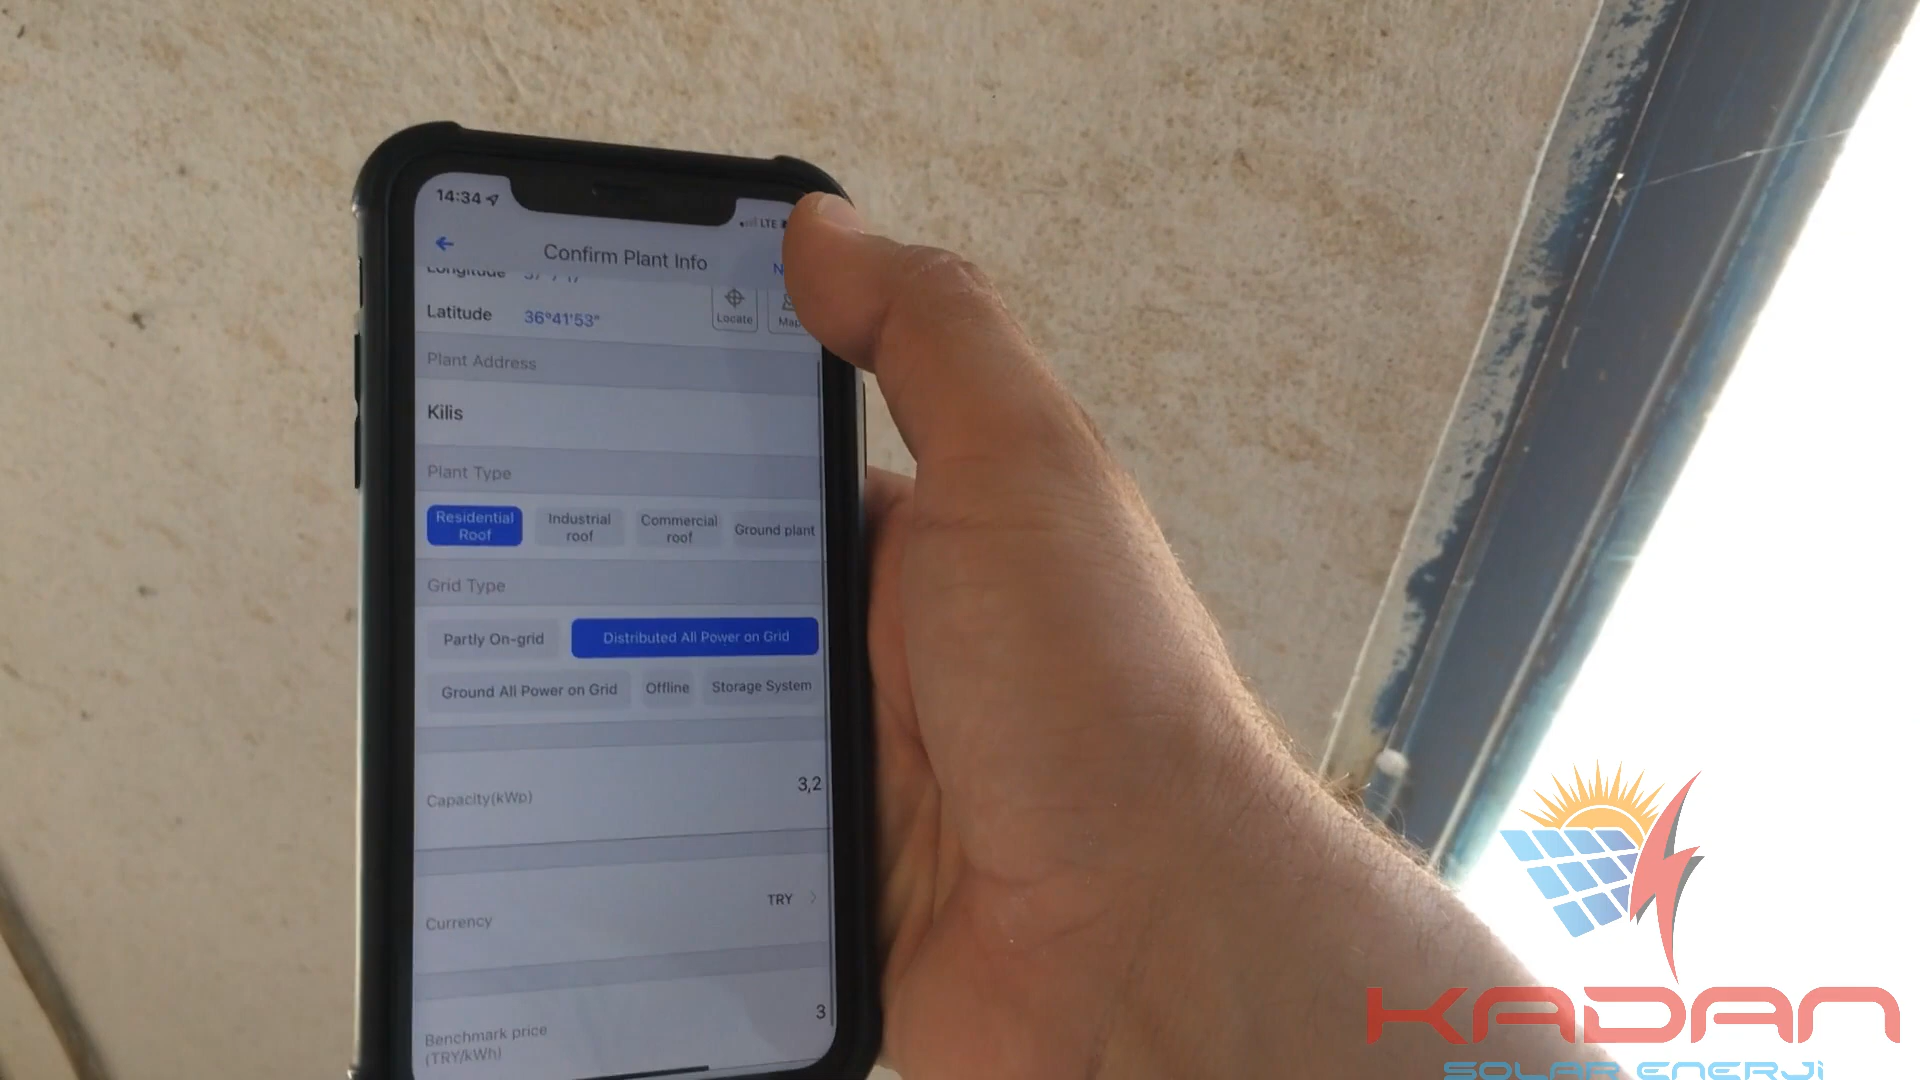 14:34
LTE
Confirm Plant Info
Longitude
Latitude 36°41'53"
Locate
Map
Plant Address
Kilis
Plant Type
Residential Roof
Industrial roof
Commercial roof
Ground plant
Grid Type
Partly On-grid
Distributed All Power on Grid
Ground All Power on Grid
Offline
Storage System
Capacity(kWp) 3,2
Currency TRY
Benchmark price (TRY/kWh) 3
KADAN
SOLAR ENERJİ